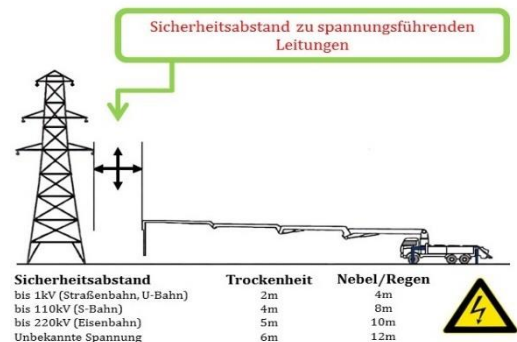 Sicherheitsabstand zu spannungsführenden
Leitungen
Sicherheitsabstand Trockenheit Nebel/Regen
bis 1kV (Straßenbahn, U-Bahn) 2m 4m
bis 110kV (S-Bahn) 4m 8m
bis 220kV (Eisenbahn) 5m 10m
Unbekannte Spannung 6m 12m